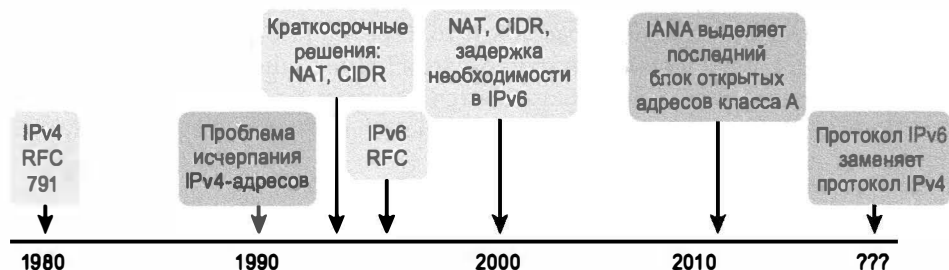 IPv4
RFC
791
Проблема
исчерпания
IPv4-адресов
Краткосрочные
решения:
NAT, CIDR
IPv6
RFC
NAT, CIDR,
задержка
необходимости
в IPv6
IANA выделяет
последний
блок открытых
адресов класса А
Протокол IPv6
заменяет
протокол IPv4
1980
1990
2000
2010
???